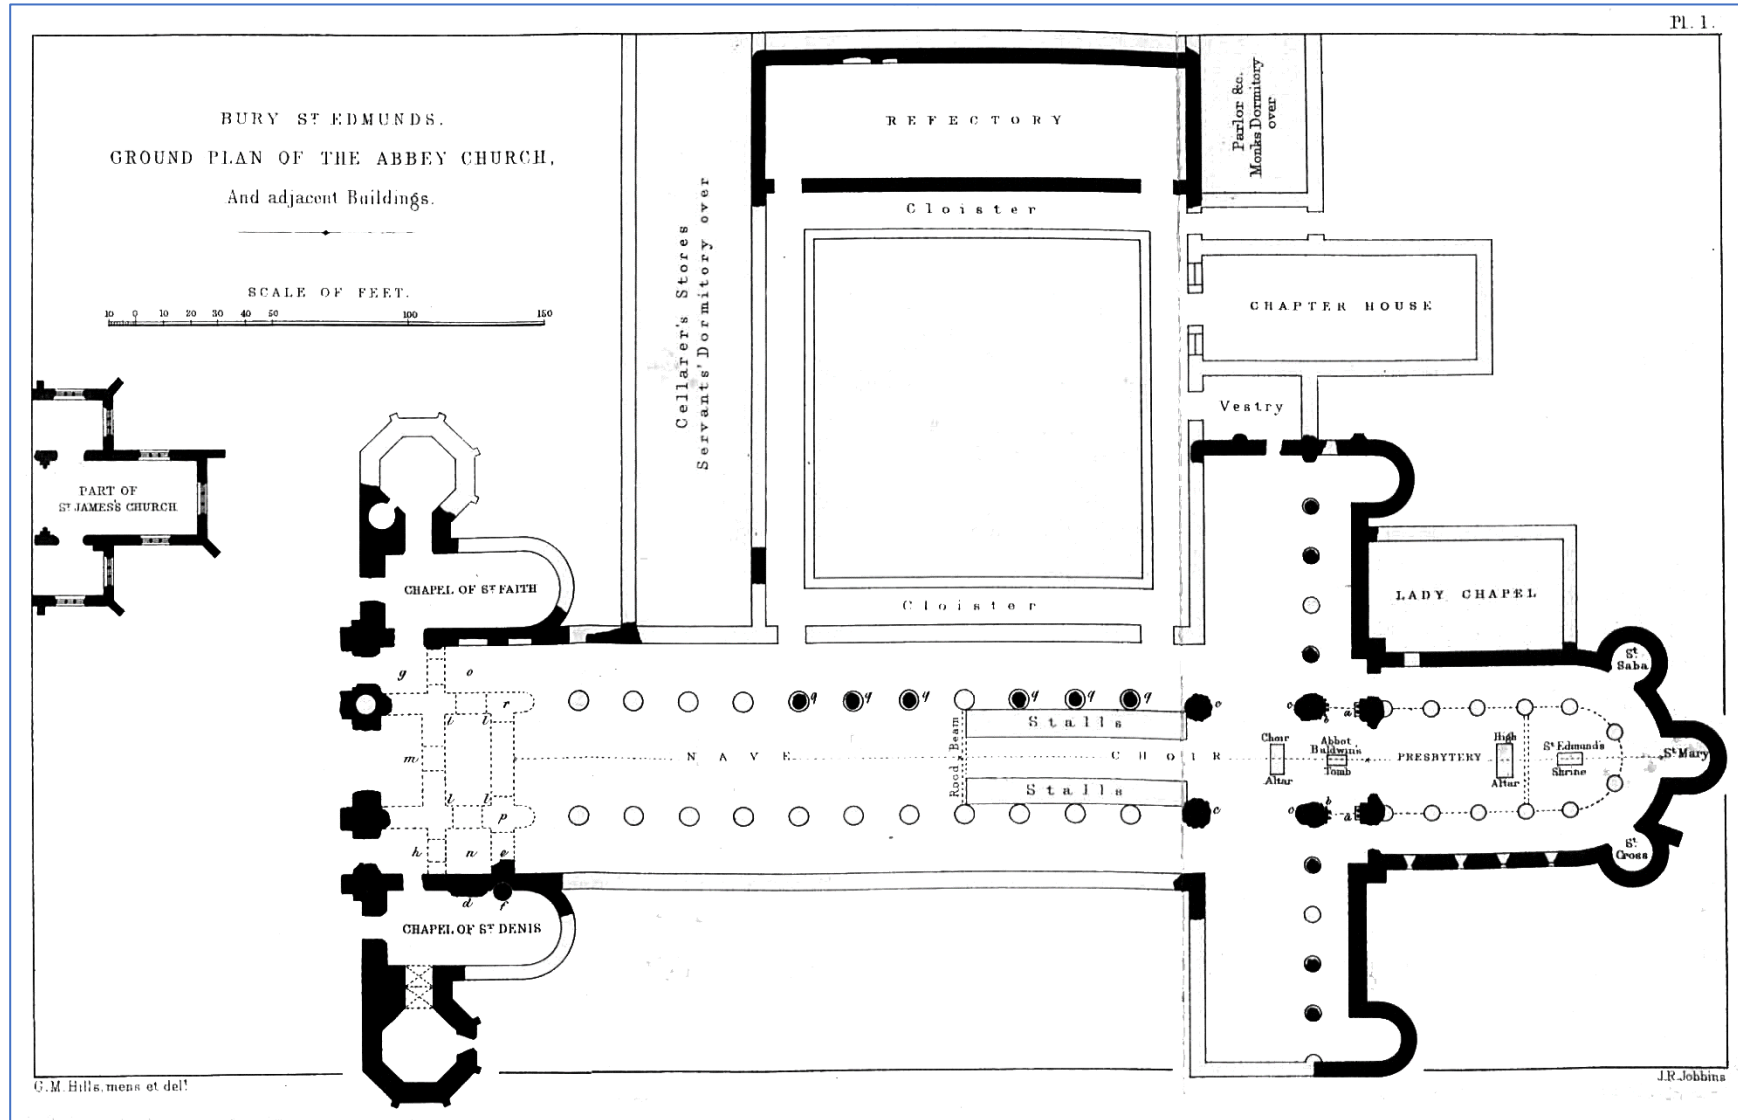 Pl. 1.
BURY ST EDMUNDS.
GROUND PLAN OF THE ABBEY CHURCH,
And adjacent Buildings.
SCALE OF FEET.
10 0 10 20 30 40 50 100 150
REFECTORY
Parlor &c.
Monks Dormitory
over
Cloister
Cellarer's Stores
Servants' Dormitory over
CHAPTER HOUSE
Vestry
PART OF
ST JAMES'S CHURCH
CHAPEL OF ST FAITH
LADY CHAPEL
Cloister
St
Saba
g o
r
l l
q q q q q q
c c b a
Stalls
NAVE
Rood Beam
CHOIR
m
Choir
Altar
Abbot
Baldwin's
Tomb
PRESBYTERY
High
Altar
St Edmund's
Shrine
St Mary
Stalls
l l
p
c c b a
h n e
St
Cross
d f
CHAPEL OF ST DENIS
G.M.Hills. mens et delt
J.R.Jobbins